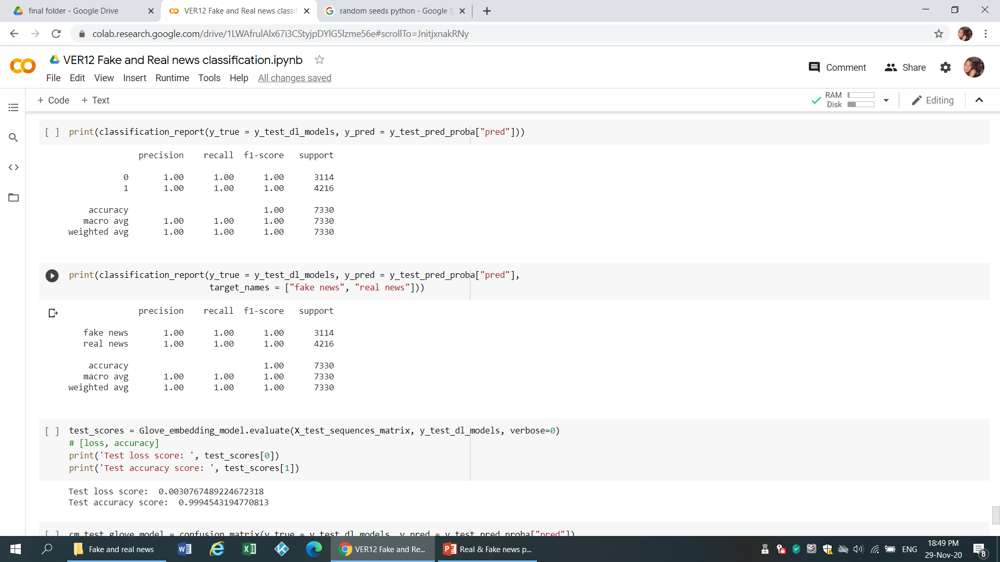 final folder - Google Drive
VER12 Fake and Real news classif
random seeds python - Google S
colab.research.google.com/drive/1LWAfrulAlx67i3CStyjpDYlG5lzme56e#scrollTo=JnitjxnakRNy
VER12 Fake and Real news classification.ipynb
Comment
Share
File Edit View Insert Runtime Tools Help All changes saved
+ Code + Text
RAM
Disk
Editing
[ ] print(classification_report(y_true = y_test_dl_models, y_pred = y_test_pred_proba["pred"]))
precision recall f1-score support
0 1.00 1.00 1.00 3114
1 1.00 1.00 1.00 4216
accuracy 1.00 7330
macro avg 1.00 1.00 1.00 7330
weighted avg 1.00 1.00 1.00 7330
print(classification_report(y_true = y_test_dl_models, y_pred = y_test_pred_proba["pred"],
target_names = ["fake news", "real news"]))
precision recall f1-score support
fake news 1.00 1.00 1.00 3114
real news 1.00 1.00 1.00 4216
accuracy 1.00 7330
macro avg 1.00 1.00 1.00 7330
weighted avg 1.00 1.00 1.00 7330
[ ] test_scores = Glove_embedding_model.evaluate(X_test_sequences_matrix, y_test_dl_models, verbose=0)
# [loss, accuracy]
print('Test loss score: ', test_scores[0])
print('Test accuracy score: ', test_scores[1])
Test loss score: 0.0030767489224672318
Test accuracy score: 0.9994543194770813
[ ] cm_test_glove_model = confusion_matrix(y_true = y_test_dl_models, y_pred = y_test_pred_proba["pred"])
Fake and real news
VER12 Fake and Re...
Real & Fake news p...
ENG
18:49 PM
29-Nov-20
8